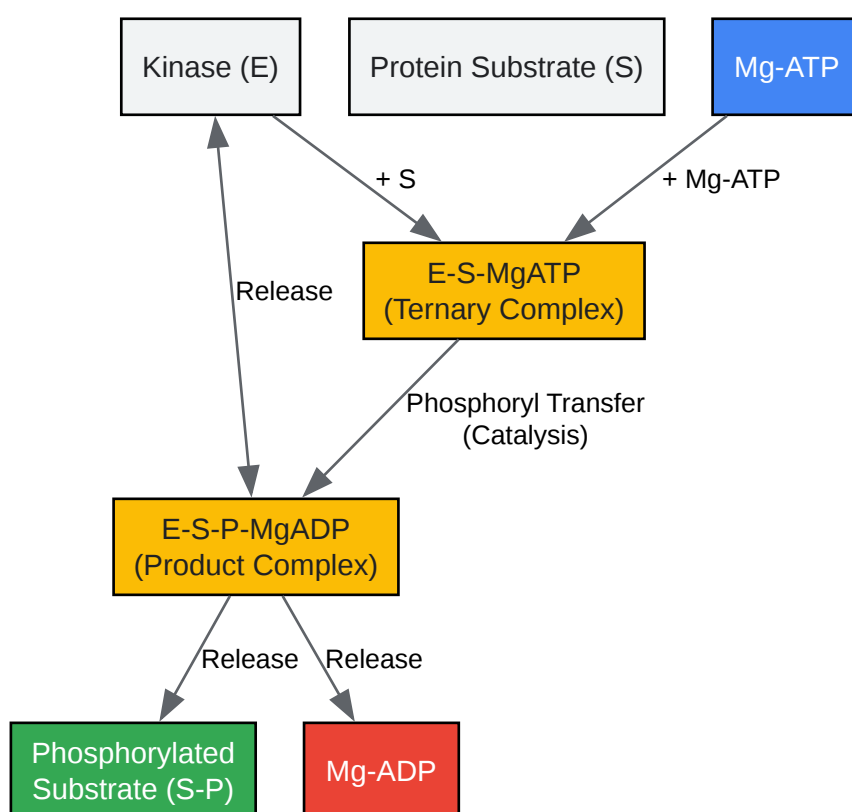 Kinase (E)
Protein Substrate (S)
Mg-ATP
+ S
+ Mg-ATP
E-S-MgATP
(Ternary Complex)
Release
Phosphoryl Transfer
(Catalysis)
E-S-P-MgADP
(Product Complex)
Release
Release
Phosphorylated
Substrate (S-P)
Mg-ADP